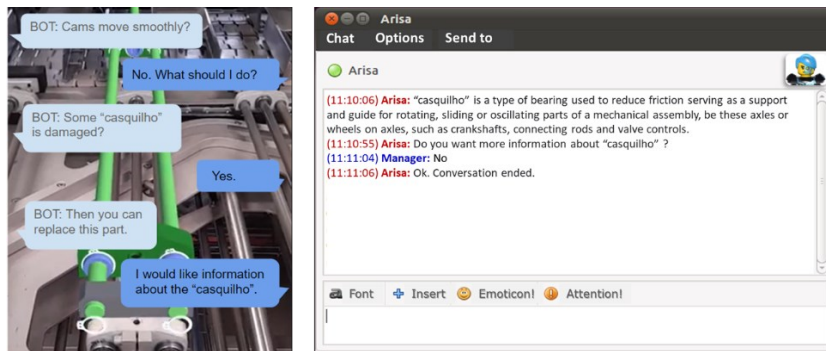 BOT: Cams move smoothly?
No. What should I do?
BOT: Some “casquilho”
is damaged?
Yes.
BOT: Then you can
replace this part.
I would like information
about the “casquilho”.
Arisa
Chat Options Send to
Arisa
(11:10:06) Arisa: “casquilho” is a type of bearing used to reduce friction serving as a support
and guide for rotating, sliding or oscillating parts of a mechanical assembly, be these axles or
wheels on axles, such as crankshafts, connecting rods and valve controls.
(11:10:55) Arisa: Do you want more information about “casquilho” ?
(11:11:04) Manager: No
(11:11:06) Arisa: Ok. Conversation ended.
Font Insert Emoticon! Attention!